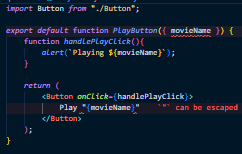 import Button from "./Button";
export default function PlayButton({ movieName }) {
    function handlePlayClick(){
        alert(`Playing ${movieName}`);
    }
    return (
        <Button onClick={handlePlayClick}>
            Play "{movieName}"    `"` can be escaped
        </Button>
    );